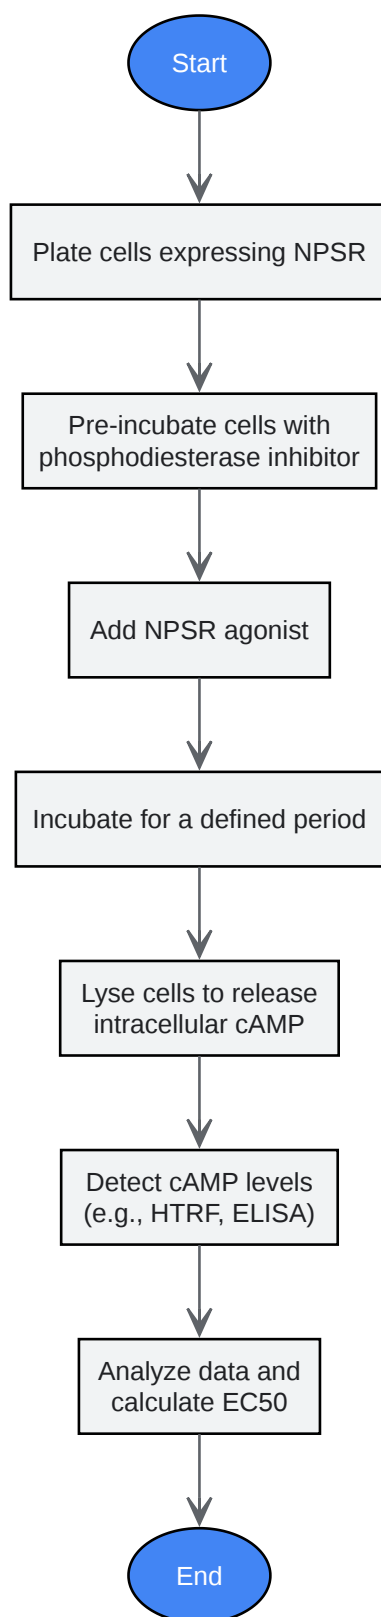 Start
Plate cells expressing NPSR
Pre-incubate cells with
phosphodiesterase inhibitor
Add NPSR agonist
Incubate for a defined period
Lyse cells to release
intracellular cAMP
Detect cAMP levels
(e.g., HTRF, ELISA)
Analyze data and
calculate EC50
End